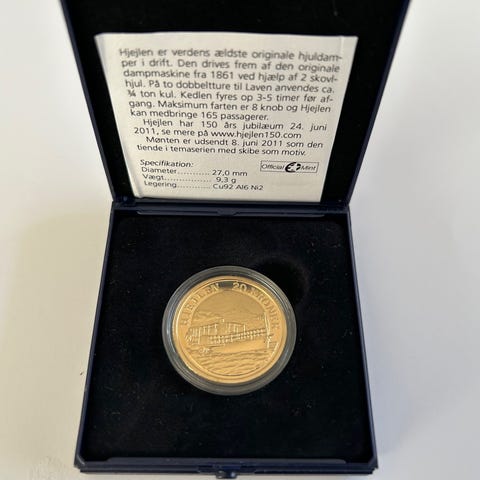 Hjejlen er verdens ældste originale hjuldam-
per i drift. Den drives frem af den originale
dampmaskine fra 1861 ved hjælp af 2 skovl-
hjul. På to dobbeltture til Laven anvendes ca.
¾ ton kul. Kedlen fyres op 3-5 timer før af-
gang. Maksimum farten er 8 knob og Hjejlen
kan medbringe 165 passagerer.
Hjejlen har 150 års jubilæum 24. juni
2011, se mere på www.hjejlen150.com.
Mønten er udsendt 8. juni 2011 som den
tiende i temaserien med skibe som motiv.
Specifikation:
Diameter........... 27,0 mm
Vægt................. 9,3 g
Legering............ Cu92 Al6 Ni2
Official Mint
HJEJLEN 20 KRONER